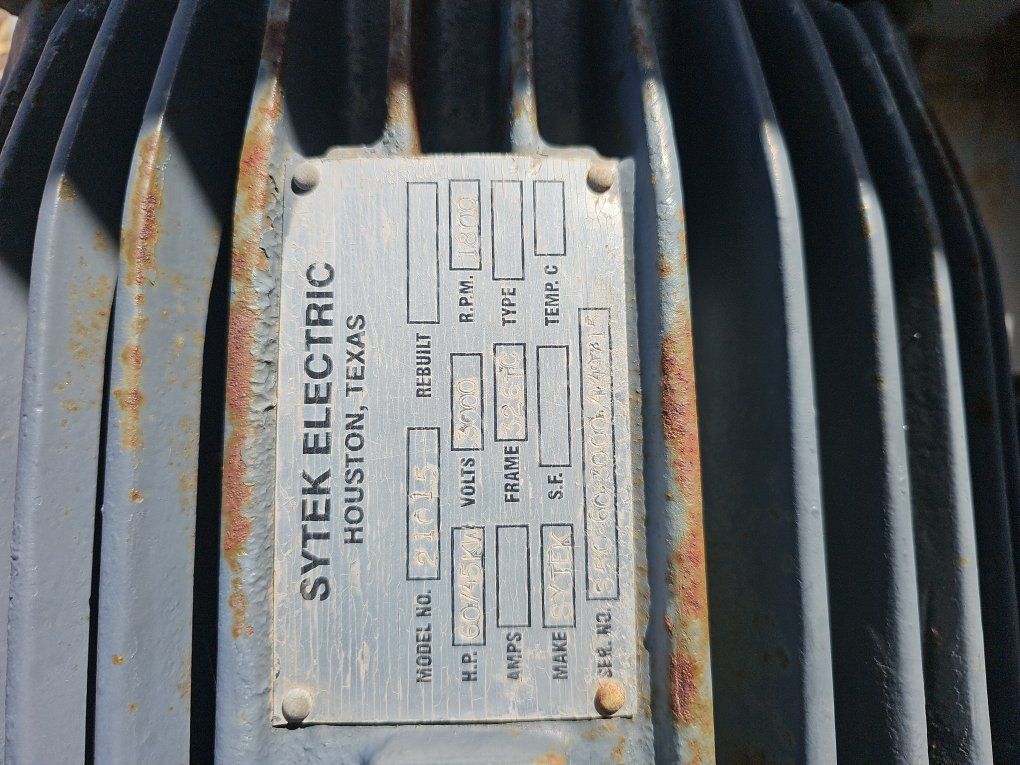 SYTEK ELECTRIC
HOUSTON, TEXAS
MODEL NO. 21015 REBUILT
H.P. 60/45KW VOLTS 3000 R.P.M. 1800
AMPS FRAME 326TC TYPE
MAKE SYTEK S.F. TEMP. C
SER. NO.